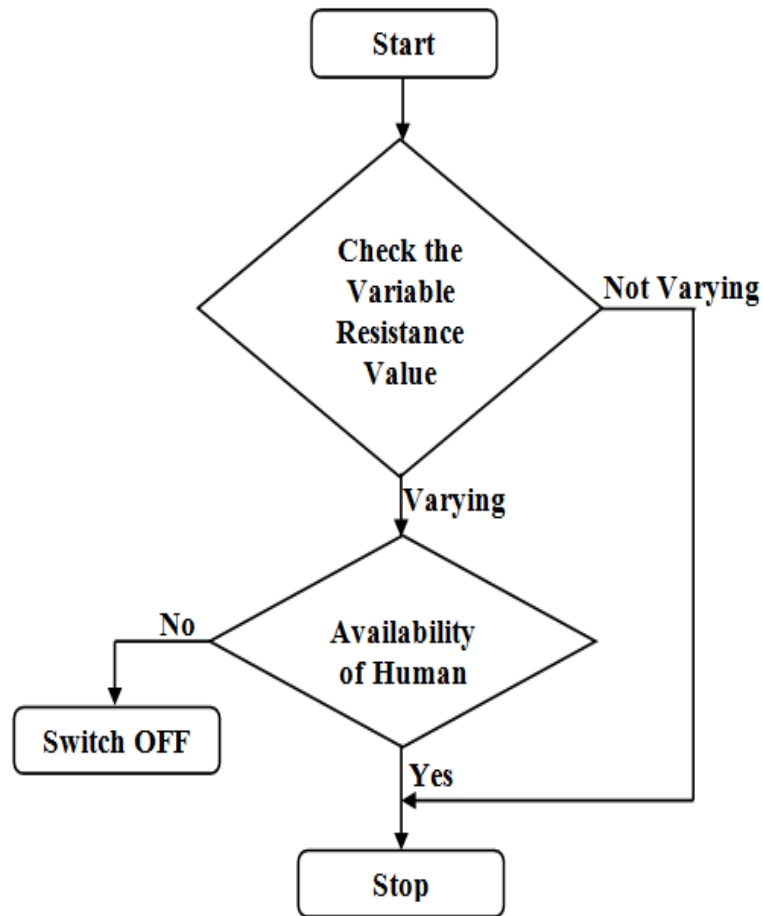 Start
Check the
Variable
Resistance
Value
Not Varying
Varying
No
Availability
of Human
Switch OFF
Yes
Stop